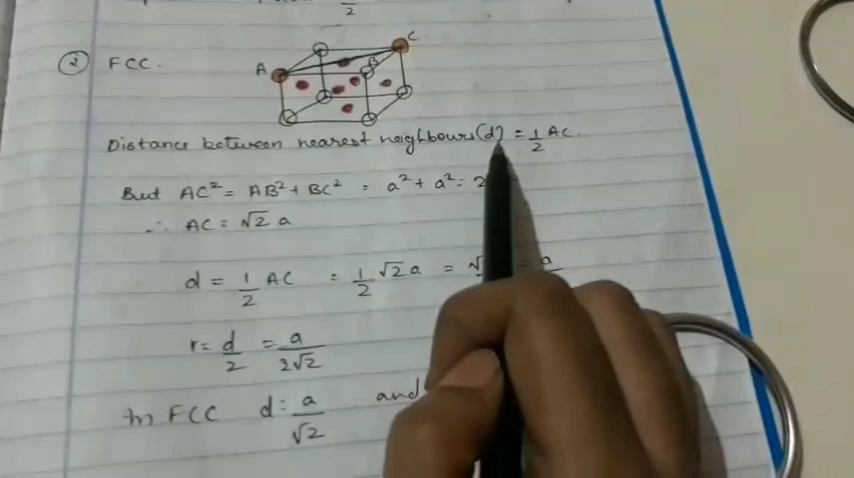 2
② FCC.
A B C
Distance between nearest neighbours(d) = 1/2 AC.
But AC² = AB² + BC² = a² + a² = 2
∴ AC = √2 a
d = 1/2 AC = 1/2 √2 a = √ = a
r = d/2 = a/2√2
In FCC d = a/√2 and